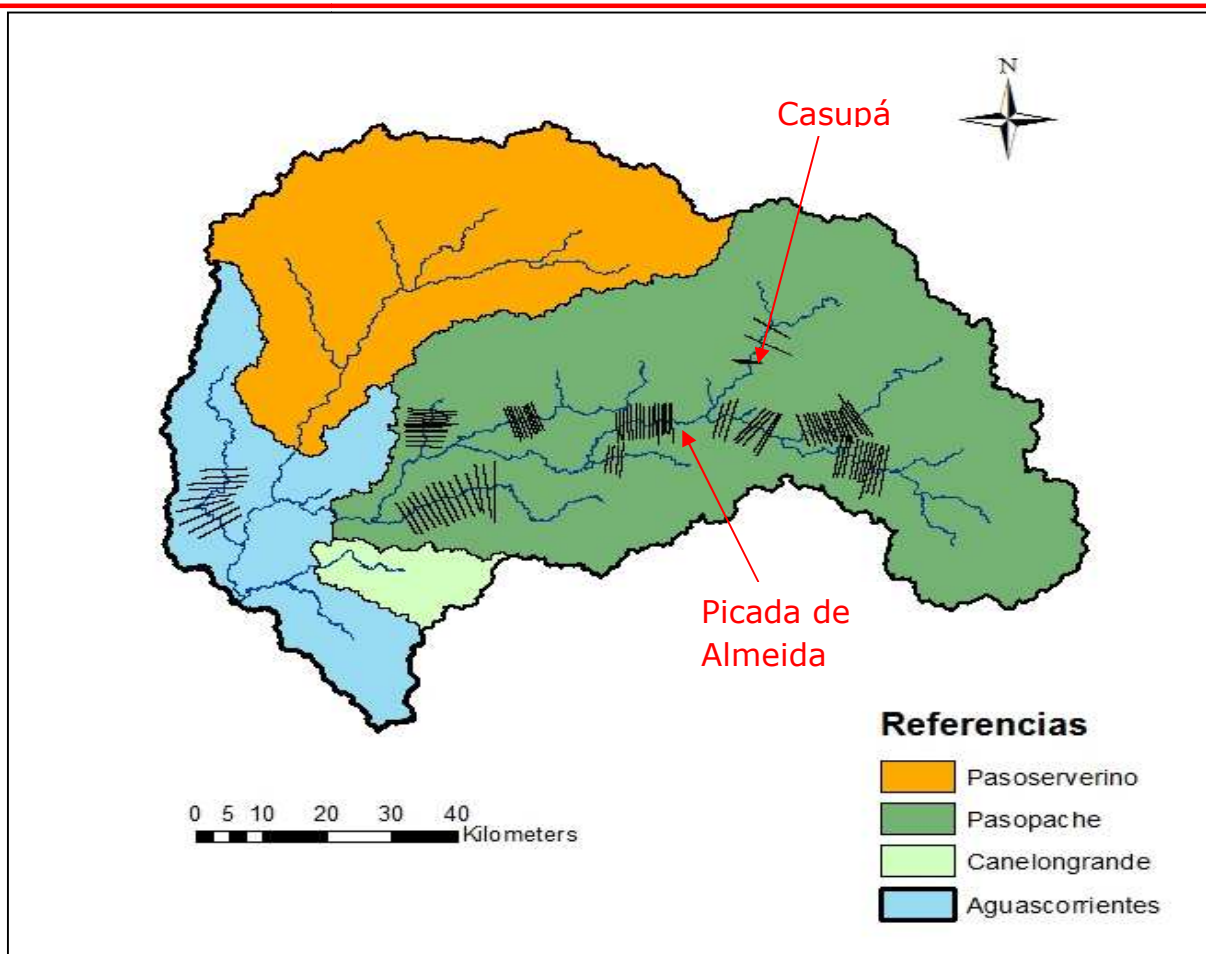 N
Casupá
Picada de
Almeida
Referencias
Pasoserverino
Pasopache
Canelongrande
Aguascorrientes
0 5 10 20 30 40
Kilometers